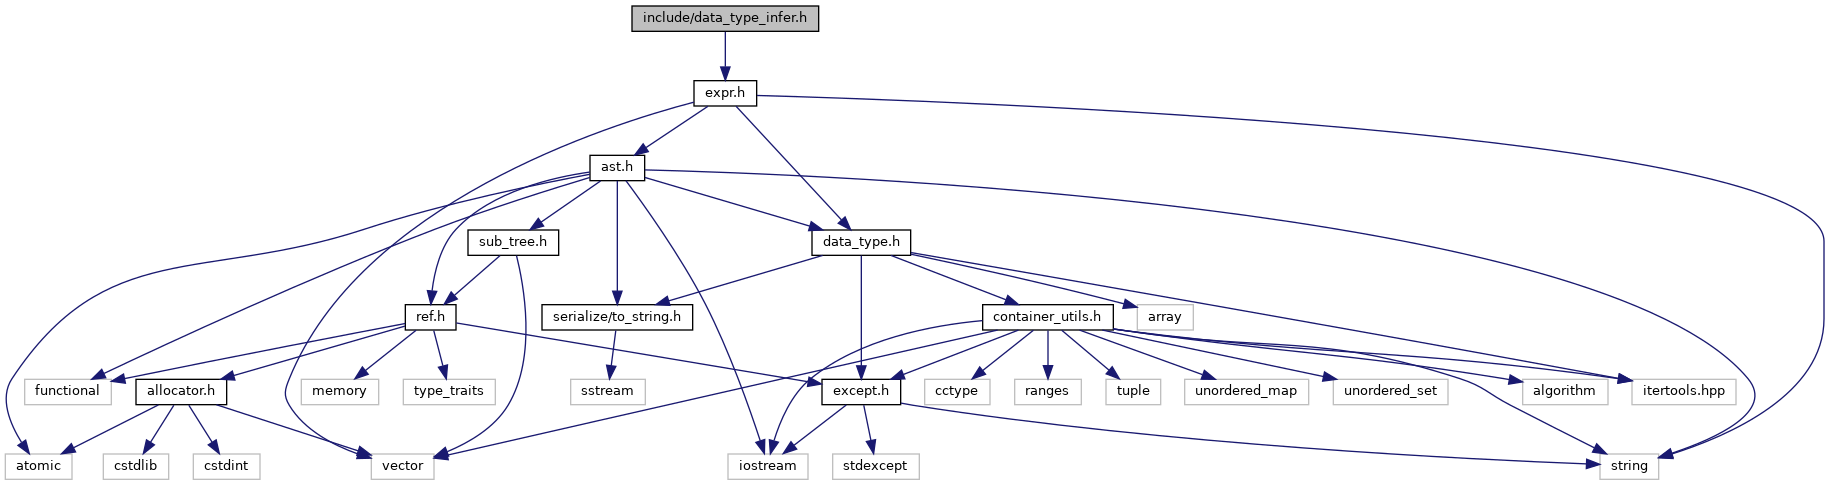 include/data_type_infer.h
expr.h
ast.h
sub_tree.h
data_type.h
ref.h
serialize/to_string.h
container_utils.h
array
functional
allocator.h
memory
type_traits
sstream
except.h
cctype
ranges
tuple
unordered_map
unordered_set
algorithm
itertools.hpp
atomic
cstdlib
cstdint
vector
iostream
stdexcept
string